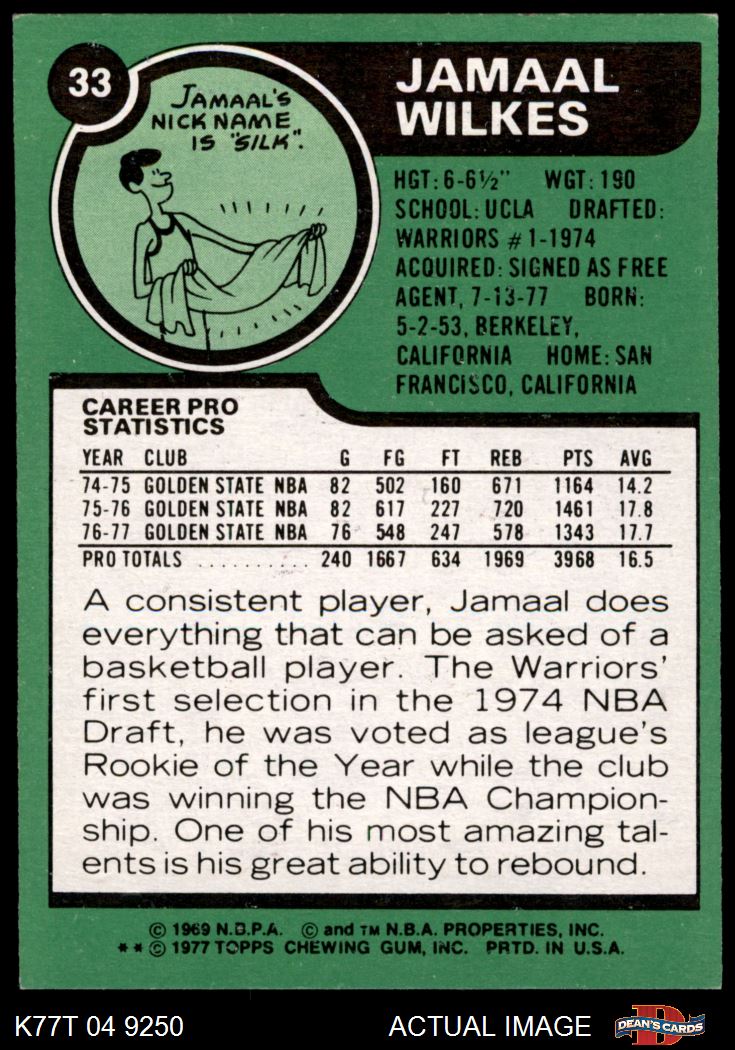 33
JAMAAL'S
NICKNAME
IS "SILK".
JAMAAL
WILKES
HGT: 6-6½" WGT: 190
SCHOOL: UCLA DRAFTED:
WARRIORS #1-1974
ACQUIRED: SIGNED AS FREE
AGENT, 7-13-77 BORN:
5-2-53, BERKELEY,
CALIFORNIA HOME: SAN
FRANCISCO, CALIFORNIA
CAREER PRO
STATISTICS
YEAR CLUB G FG FT REB PTS AVG
74-75 GOLDEN STATE NBA 82 502 160 671 1164 14.2
75-76 GOLDEN STATE NBA 82 617 227 720 1461 17.8
76-77 GOLDEN STATE NBA 76 548 247 578 1343 17.7
PRO TOTALS .......... 240 1667 634 1969 3968 16.5
A consistent player, Jamaal does
everything that can be asked of a
basketball player. The Warriors'
first selection in the 1974 NBA
Draft, he was voted as league's
Rookie of the Year while the club
was winning the NBA Champion-
ship. One of his most amazing tal-
ents is his great ability to rebound.
© 1969 N.B.P.A. © and TM N.B.A. PROPERTIES, INC.
**© 1977 TOPPS CHEWING GUM, INC. PRTD. IN U.S.A.
K77T 04 9250 ACTUAL IMAGE DEAN'S CARDS